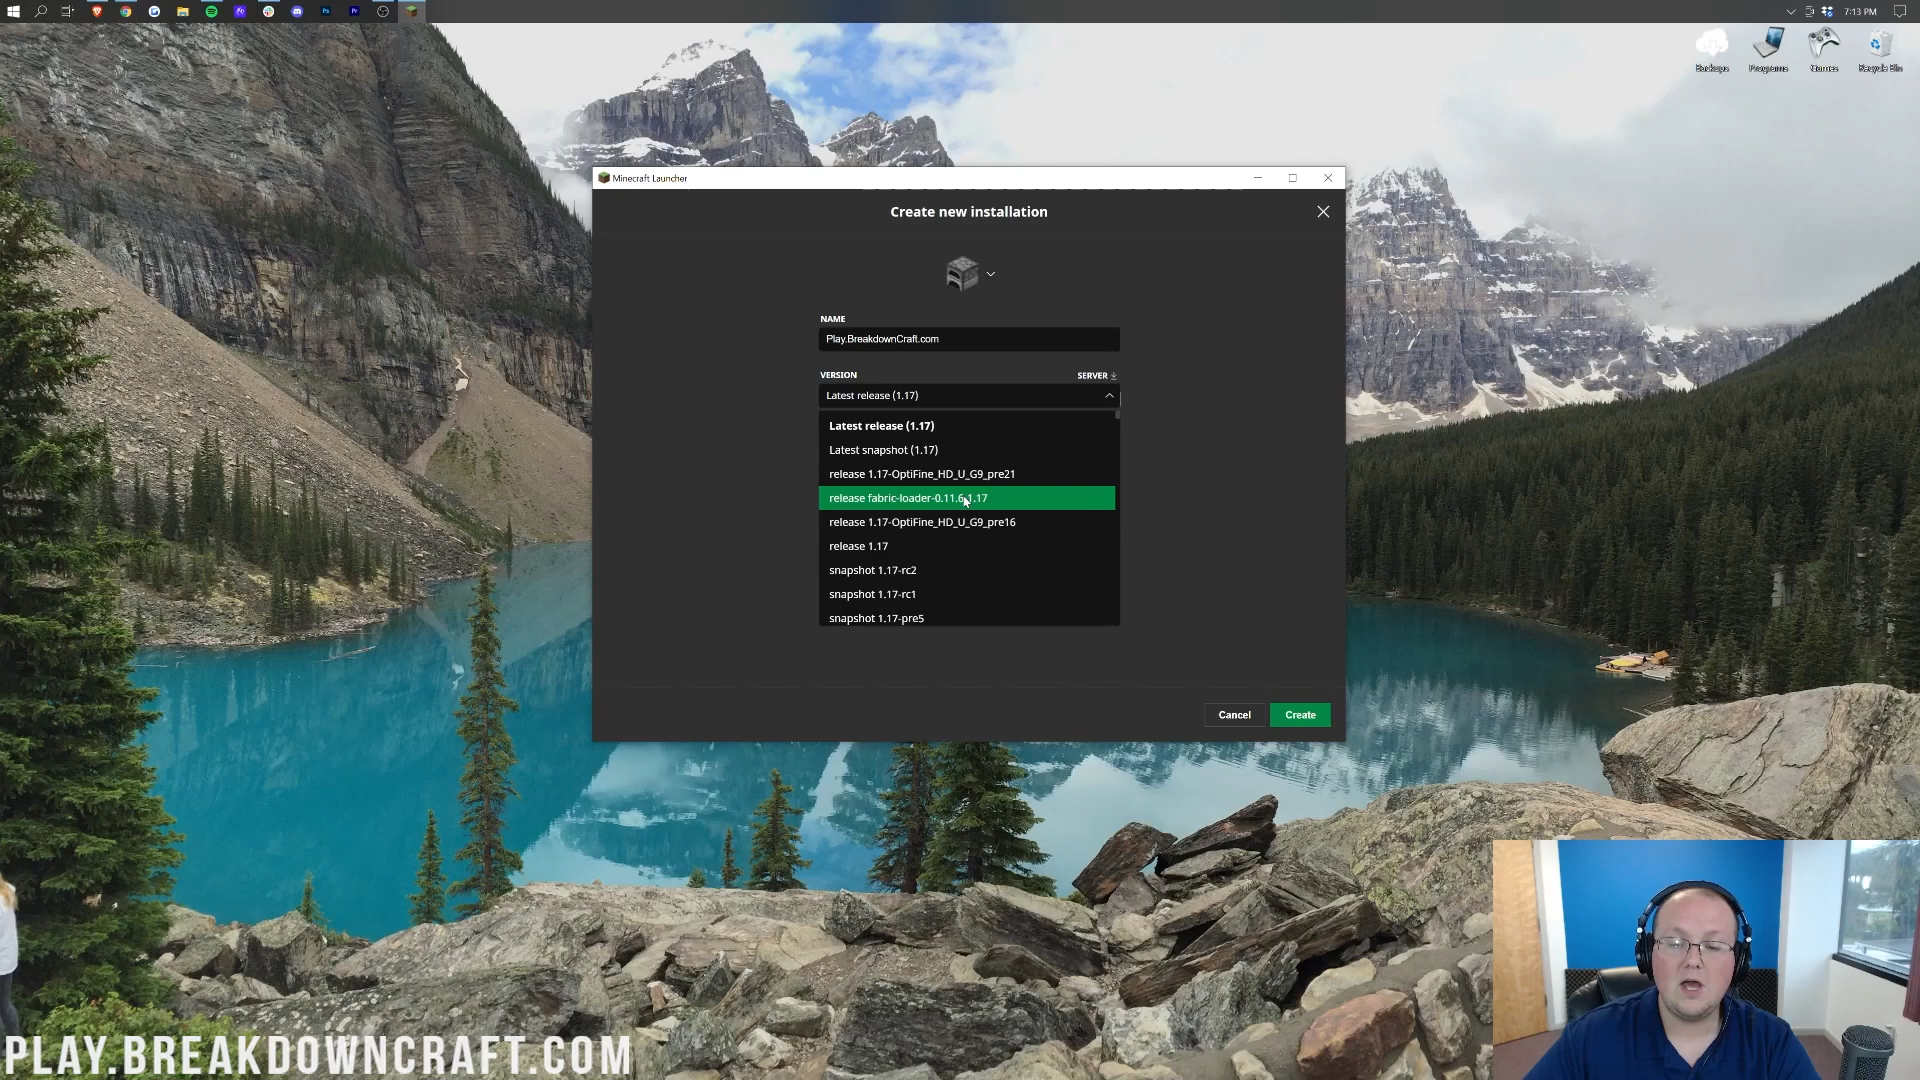 7:13 PM
Backups
Programs
Games
Recycle Bin
Minecraft Launcher
Create new installation
NAME
Play.BreakdownCraft.com
VERSION
SERVER
Latest release (1.17)
Latest release (1.17)
Latest snapshot (1.17)
release 1.17-OptiFine_HD_U_G9_pre21
release fabric-loader-0.11.6-1.17
release 1.17-OptiFine_HD_U_G9_pre16
release 1.17
snapshot 1.17-rc2
snapshot 1.17-rc1
snapshot 1.17-pre5
Cancel
Create
PLAY.BREAKDOWNCRAFT.COM